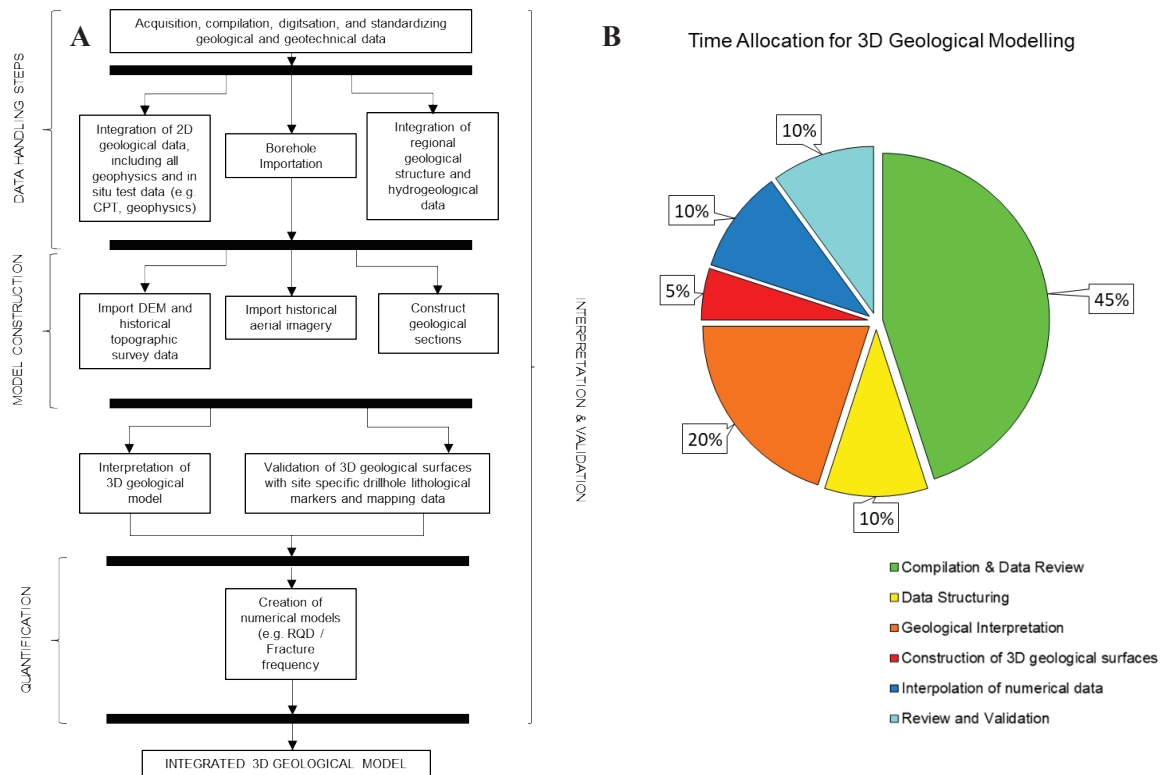 A
Acquisition, compilation, digitsation, and standardizing
geological and geotechnical data
DATA HANDLING STEPS
Integration of 2D
geological data,
including all
geophysics and in
situ test data (e.g.
CPT, geophysics)
Borehole
Importation
Integration of
regional
geological
structure and
hydrogeological
data
MODEL CONSTRUCTION
Import DEM and
historical
topographic
survey data
Import historical
aerial imagery
Construct
geological
sections
INTERPRETATION & VALIDATION
Interpretation of
3D geological
model
Validation of 3D geological surfaces
with site specific drillhole lithological
markers and mapping data
QUANTIFICATION
Creation of
numerical models
(e.g. RQD /
Fracture
frequency
INTEGRATED 3D GEOLOGICAL MODEL
B
Time Allocation for 3D Geological Modelling
10%
10%
5%
45%
20%
10%
Compilation & Data Review
Data Structuring
Geological Interpretation
Construction of 3D geological surfaces
Interpolation of numerical data
Review and Validation